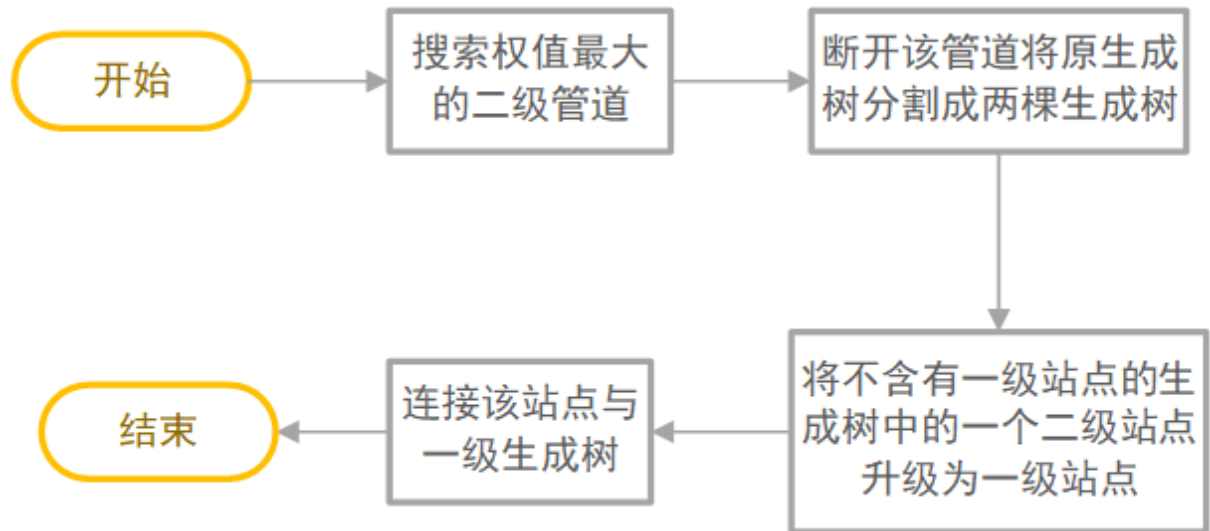 开始
搜索权值最大
的二级管道
断开该管道将原生成
树分割成两棵生成树
将不含有一级站点的生
成树中的一个二级站点
升级为一级站点
连接该站点与
一级生成树
结束